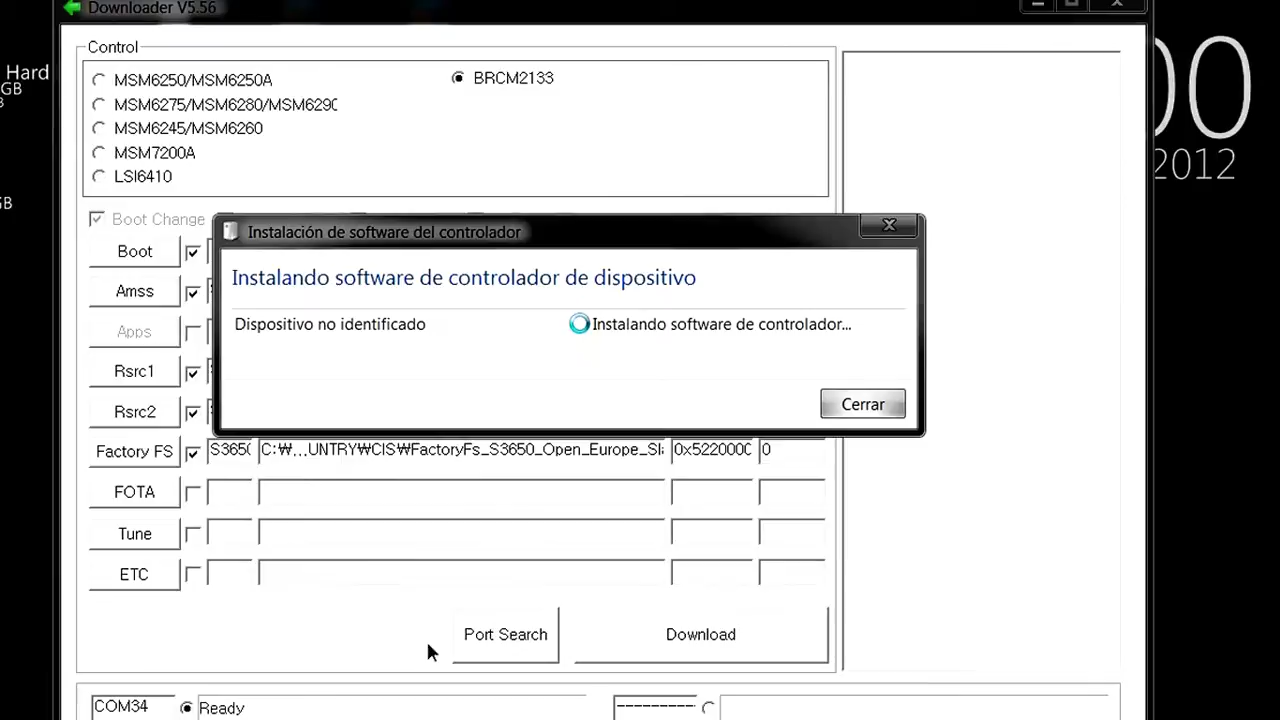 Downloader V5.56
Control
Hard
GB
00
2012
MSM6250/MSM6250A
BRCM2133
MSM6275/MSM6280/MSM629
MSM6245/MSM6260
MSM7200A
LSI6410
GB
Boot Change
Instalación de software del controlador
Boot
Instalando software de controlador de dispositivo
Amss
Dispositivo no identificado
Instalando software de controlador...
Apps
Rsrc1
Rsrc2
Cerrar
Factory FS S365 C:₩...UNTRY₩CIS₩FactoryFs_S3650_Open_Europe_Sl 0x522000 0
FOTA
Tune
ETC
Port Search
Download
COM34
Ready
----------